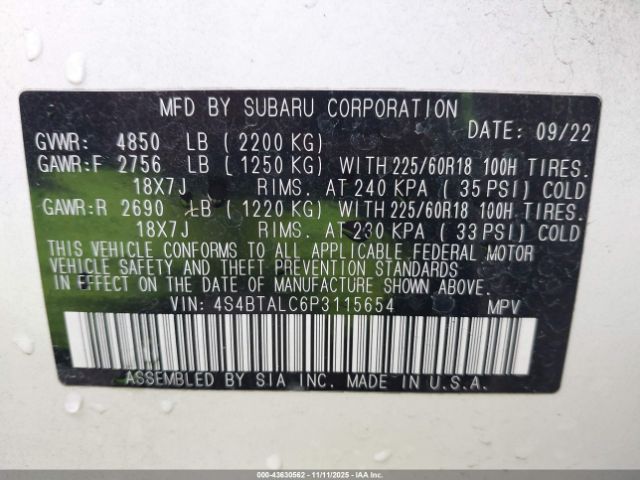 MFD BY SUBARU CORPORATION
DATE: 09/22
GVWR: 4850 LB (2200 KG)
GAWR:F 2756 LB (1250 KG) WITH 225/60R18 100H TIRES.
18X7J RIMS. AT 240 KPA (35 PSI) COLD
GAWR:R 2690 LB (1220 KG) WITH 225/60R18 100H TIRES.
18X7J RIMS. AT 230 KPA (33 PSI) COLD
THIS VEHICLE CONFORMS TO ALL APPLICABLE FEDERAL MOTOR
VEHICLE SAFETY AND THEFT PREVENTION STANDARDS
IN EFFECT ON THE DATE OF MANUFACTURE SHOWN ABOVE.
VIN: 4S4BTALC6P3115654 MPV
ASSEMBLED BY SIA INC. MADE IN U.S.A.
000-43630562 - 11/11/2025 - IAAI.COM